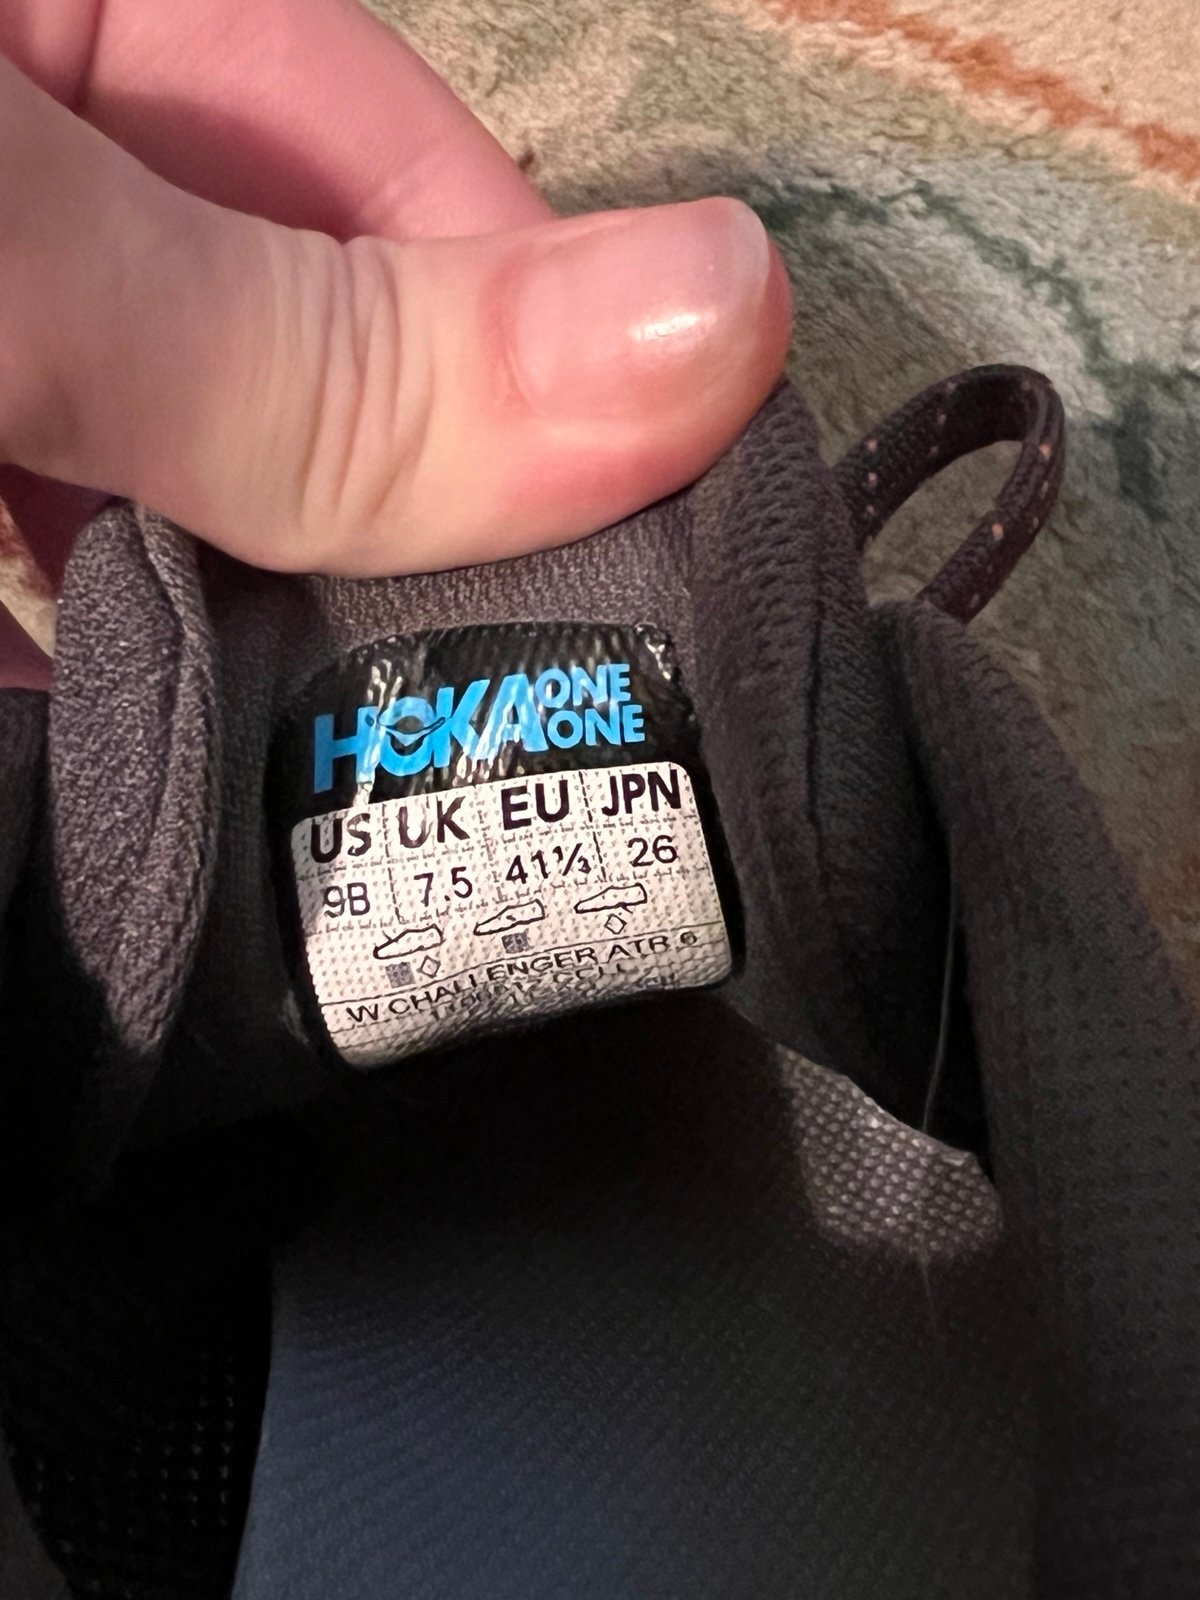 HOKA ONE ONE
US UK EU JPN
9B 7.5 41⅓ 26
W CHALLENGER ATR 6